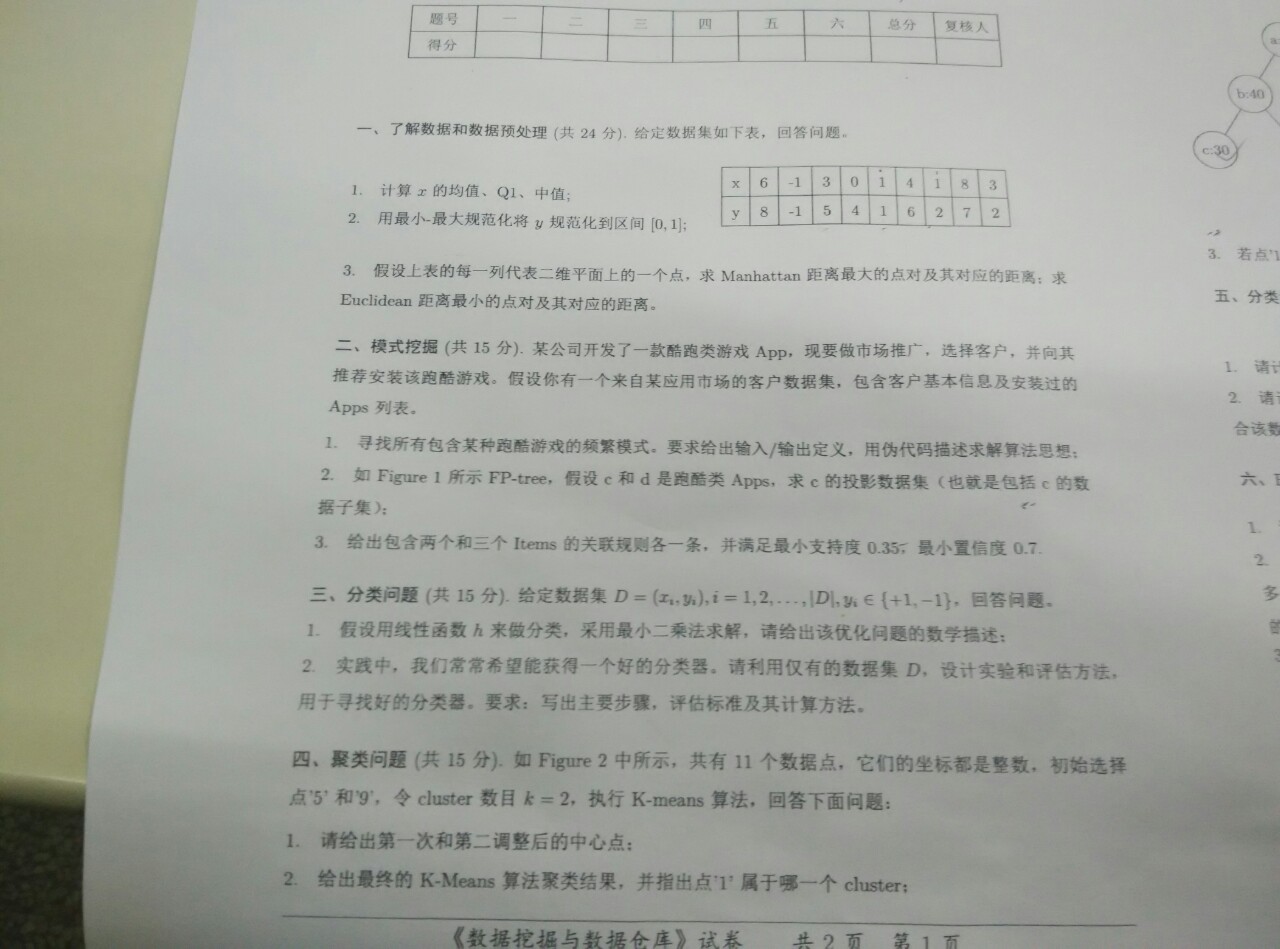 题号 一 二 三 四 五 六 总分 复核人
得分
一、了解数据和数据预处理 (共 24 分). 给定数据集如下表，回答问题。
1. 计算 x 的均值、Q1、中值;
2. 用最小-最大规范化将 y 规范化到区间 [0,1];
x 6 -1 3 0 1 4 1 8 3
y 8 -1 5 4 1 6 2 7 2
3. 假设上表的每一列代表二维平面上的一个点，求 Manhattan 距离最大的点对及其对应的距离; 求
Euclidean 距离最小的点对及其对应的距离。
二、模式挖掘 (共 15 分). 某公司开发了一款酷跑类游戏 App，现要做市场推广，选择客户，并向其
推荐安装该跑酷游戏。假设你有一个来自某应用市场的客户数据集，包含客户基本信息及安装过的
Apps 列表。
1. 寻找所有包含某种跑酷游戏的频繁模式。要求给出输入/输出定义，用伪代码描述求解算法思想;
2. 如 Figure 1 所示 FP-tree，假设 c 和 d 是跑酷类 Apps，求 c 的投影数据集（也就是包括 c 的数
据子集）;
3. 给出包含两个和三个 Items 的关联规则各一条，并满足最小支持度 0.35; 最小置信度 0.7.
三、分类问题 (共 15 分). 给定数据集 D = (xi, yi), i = 1, 2, ..., |D|, yi ∈ {+1, −1}，回答问题。
1. 假设用线性函数 h 来做分类，采用最小二乘法求解，请给出该优化问题的数学描述;
2. 实践中，我们常常希望能获得一个好的分类器。请利用仅有的数据集 D，设计实验和评估方法，
用于寻找好的分类器。要求：写出主要步骤，评估标准及其计算方法。
四、聚类问题 (共 15 分). 如 Figure 2 中所示，共有 11 个数据点，它们的坐标都是整数，初始选择
点'5' 和'9'，令 cluster 数目 k = 2，执行 K-means 算法，回答下面问题:
1. 请给出第一次和第二调整后的中心点;
2. 给出最终的 K-Means 算法聚类结果，并指出点'1' 属于哪一个 cluster;
《数据挖掘与数据仓库》试卷 共 2 页 第 1 页
b:40
c:30
3. 若点'1
五、分类
1. 请计
2. 请
合该数
六、
1.
2.
多
的